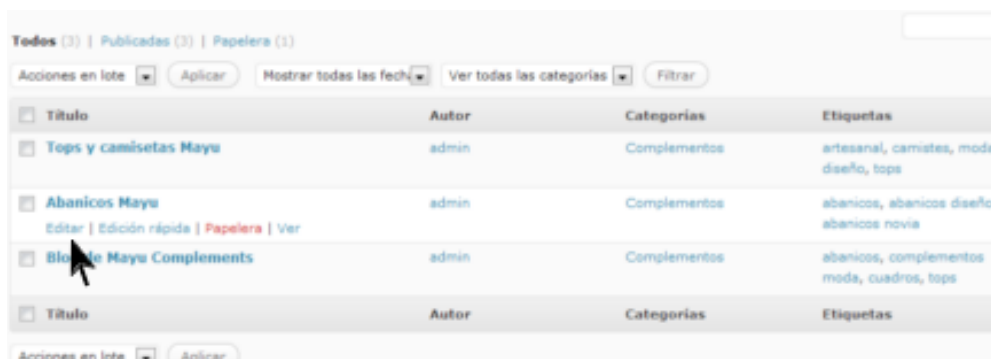 Todos (3) | Publicadas (3) | Papelera (1)
Acciones en lote Aplicar Mostrar todas las fech Ver todas las categorías Filtrar
Título Autor Categorías Etiquetas
Tops y camisetas Mayu admin Complementos artesanal, camistes, moda
diseño, tops
Abanicos Mayu admin Complementos abanicos, abanicos diseño
Editar | Edición rápida | Papelera | Ver abanicos novia
de Mayu Complements admin Complementos abanicos, complementos
moda, cuadros, tops
Título Autor Categorías Etiquetas
Acciones en lote Aplicar